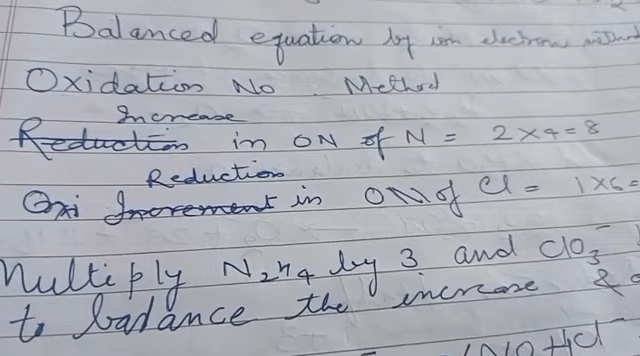 Balanced equation by ion electron method
Oxidation No. Method
Increase
Reduction in ON of N = 2×4=8
Reduction
Oxi Increment in ON of Cl = 1×6=
Multiply N2H4 by 3 and ClO3-
to balance the increase &